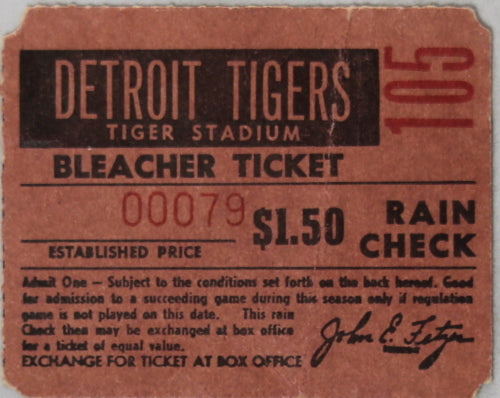 DETROIT TIGERS
TIGER STADIUM
105
BLEACHER TICKET
00079
$1.50
RAIN
CHECK
ESTABLISHED PRICE
Admit One — Subject to the conditions set forth on the back hereof. Good
for admission to a succeeding game during this season only if regulation
game is not played on this date. This rain
Check then may be exchanged at box office
for a ticket of equal value.
EXCHANGE FOR TICKET AT BOX OFFICE
John E. Fetzer